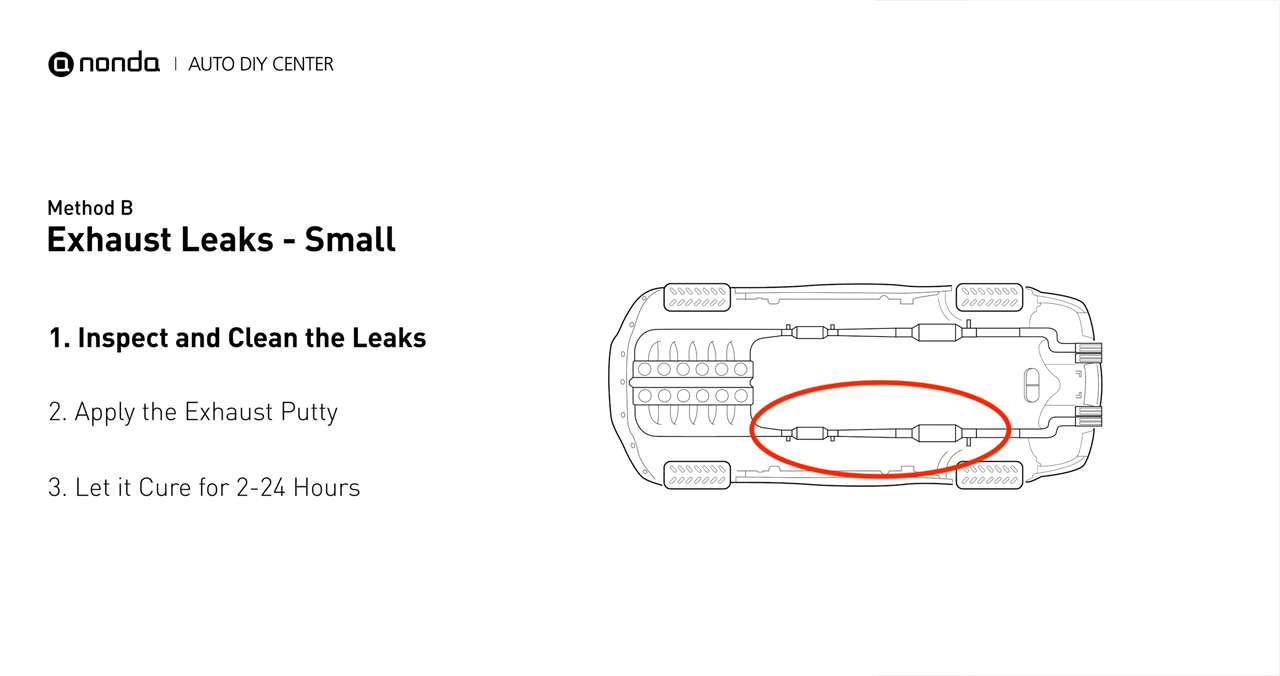 nonda | AUTO DIY CENTER
Method B
Exhaust Leaks - Small
1. Inspect and Clean the Leaks
2. Apply the Exhaust Putty
3. Let it Cure for 2-24 Hours